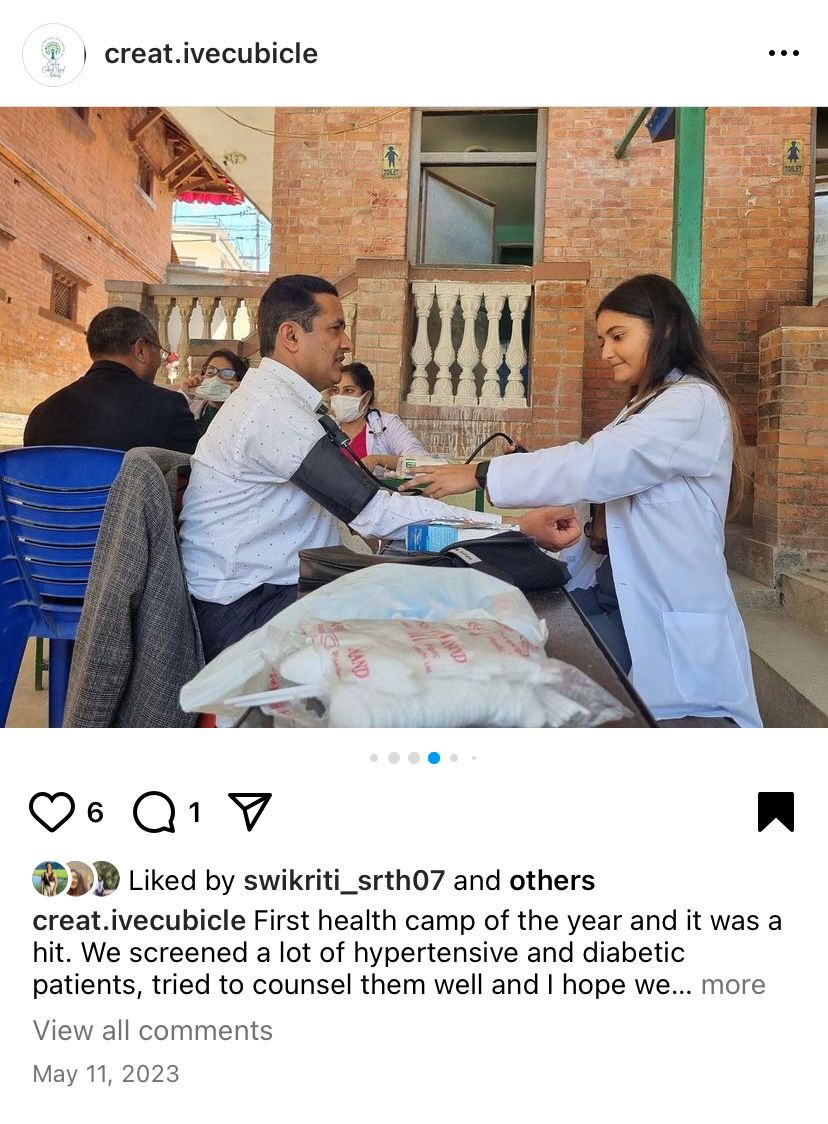 creat.ivecubicle
TOILET
TOILET
6
1
Liked by swikriti_srth07 and others
creat.ivecubicle First health camp of the year and it was a
hit. We screened a lot of hypertensive and diabetic
patients, tried to counsel them well and I hope we... more
View all comments
May 11, 2023